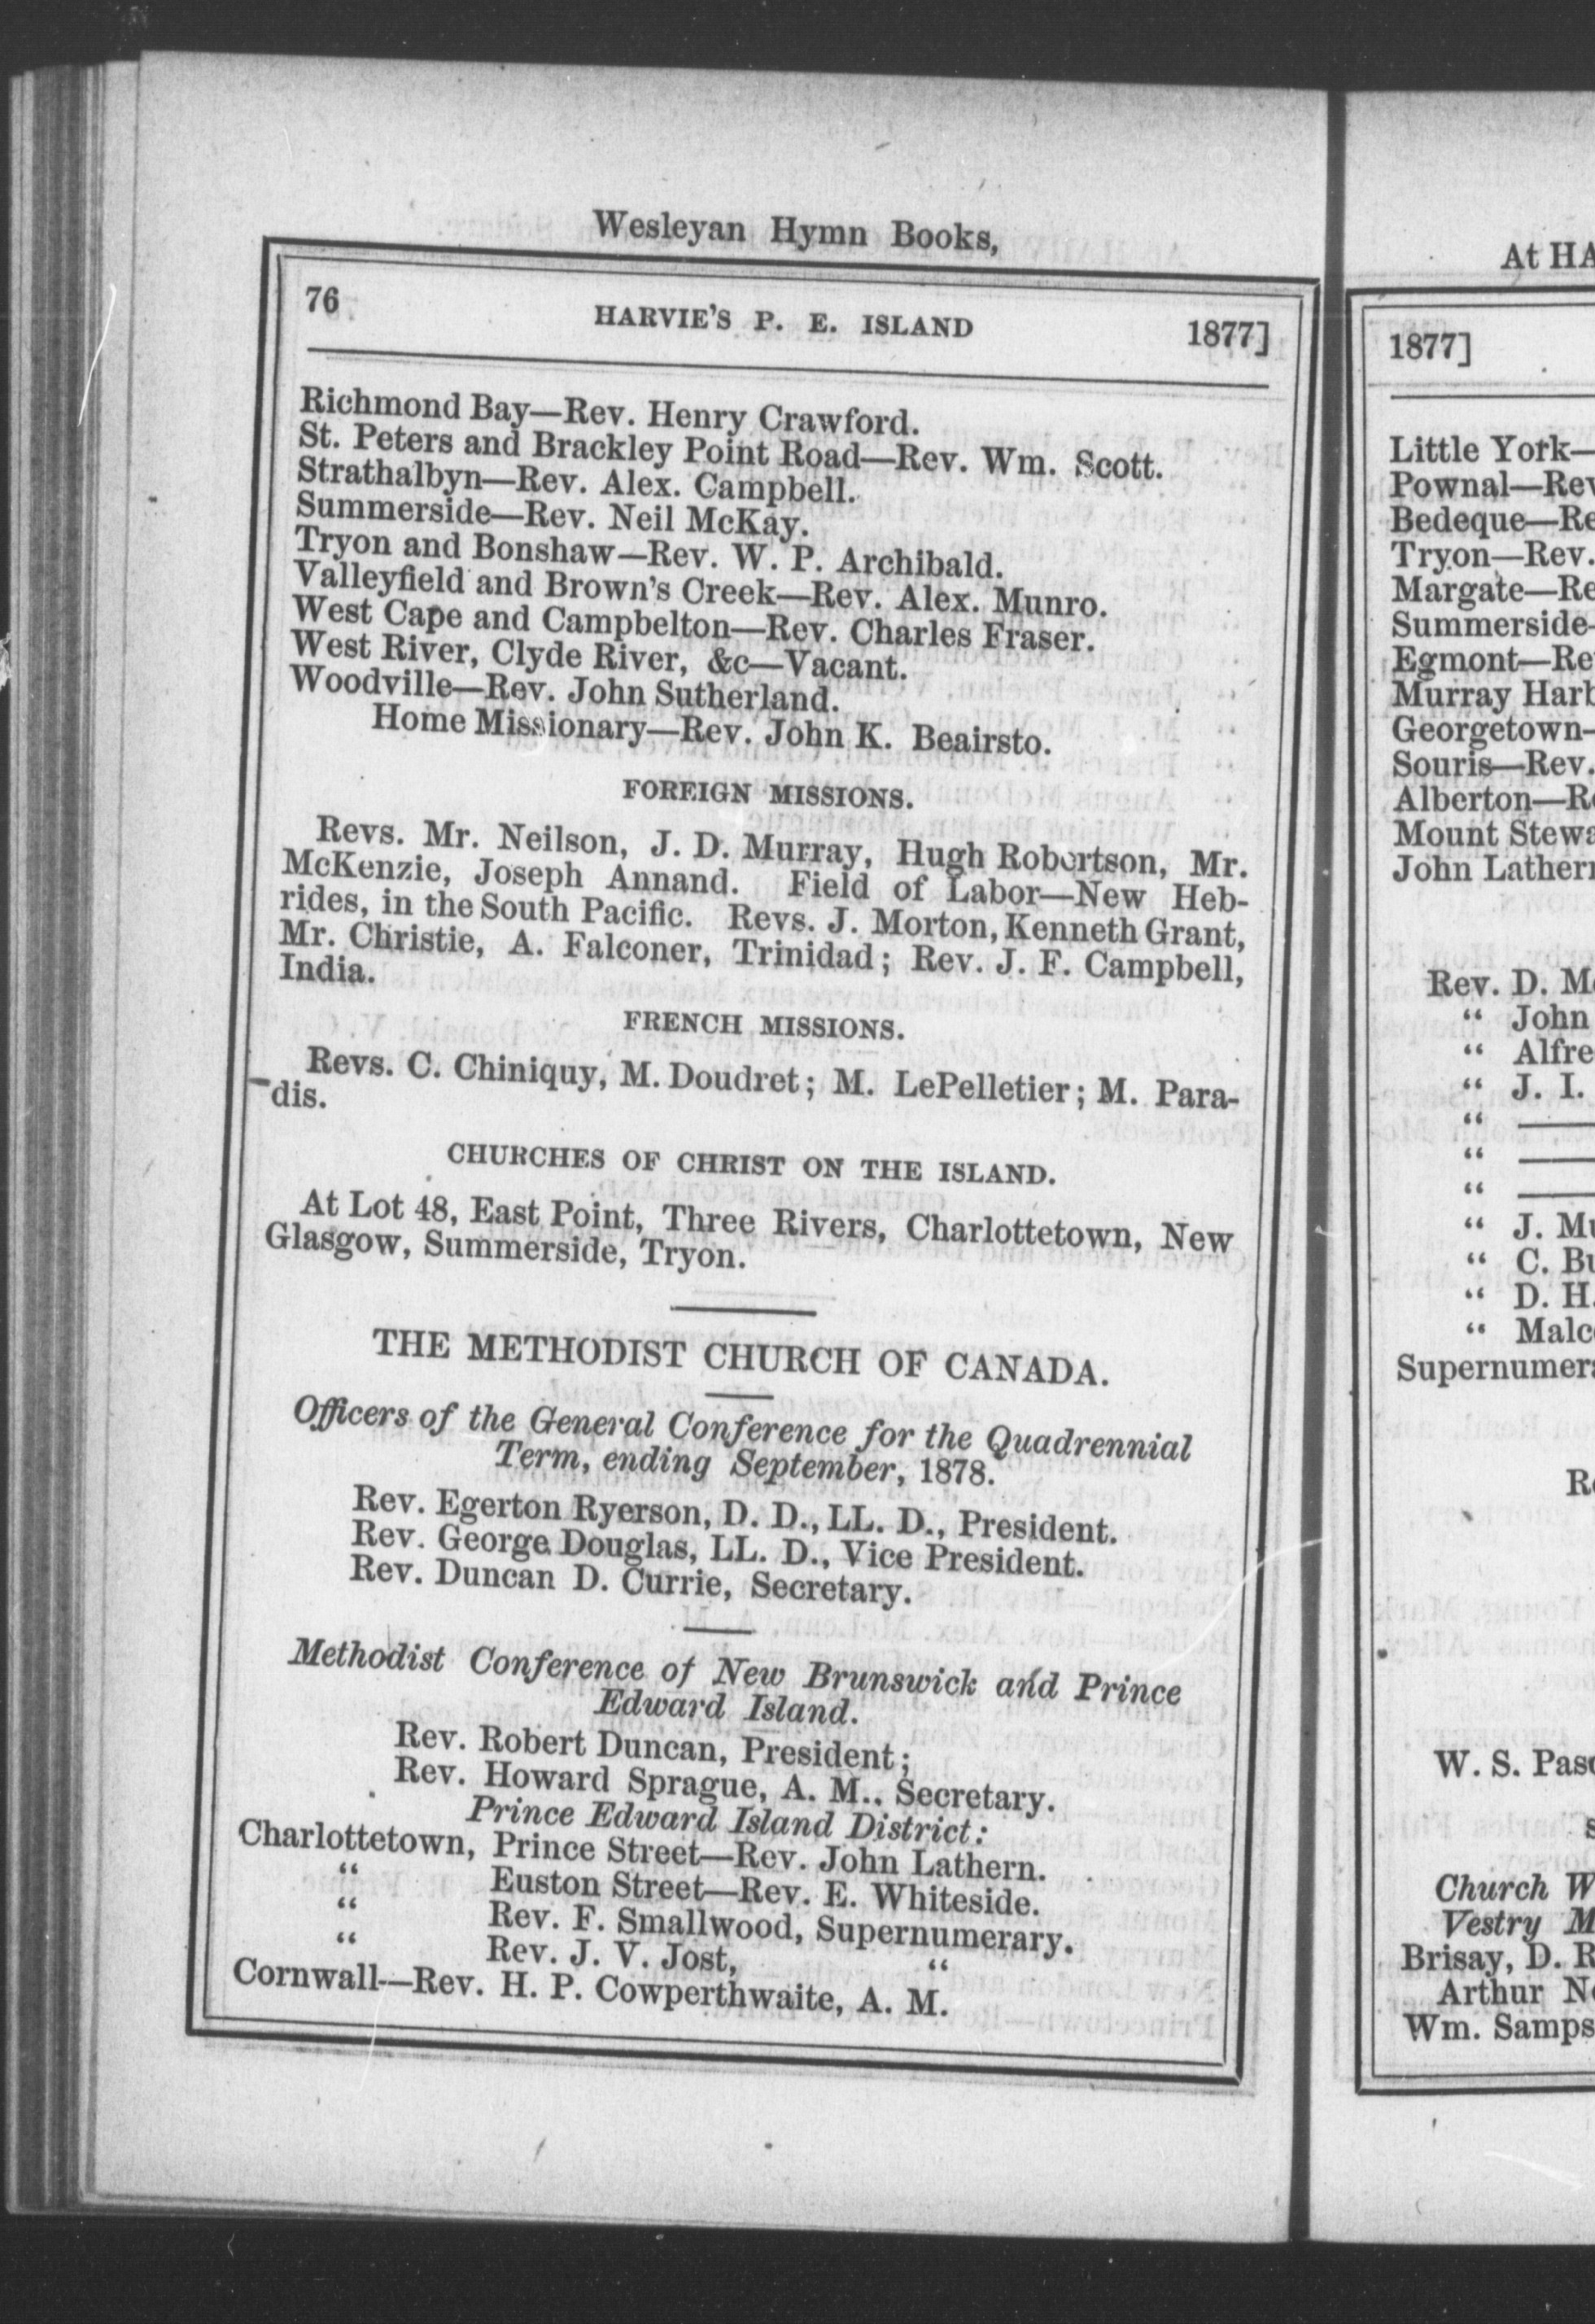 Wesleyan Hymn Books,
76 HARVIE'S P. E. ISLAND 1877]
Richmond Bay—Rev. Henry Crawford.
St. Peters and Brackley Point Road—Rev. Wm. Scott.
Strathalbyn—Rev. Alex. Campbell.
Summerside—Rev. Neil McKay.
Tryon and Bonshaw—Rev. W. P. Archibald.
Valleyfield and Brown's Creek—Rev. Alex. Munro.
West Cape and Campbelton—Rev. Charles Fraser.
West River, Clyde River, &c—Vacant.
Woodville—Rev. John Sutherland.
Home Missionary—Rev. John K. Beairsto.
FOREIGN MISSIONS.
Revs. Mr. Neilson, J. D. Murray, Hugh Robertson, Mr.
McKenzie, Joseph Annand. Field of Labor—New Heb-
rides, in the South Pacific. Revs. J. Morton, Kenneth Grant,
Mr. Christie, A. Falconer, Trinidad; Rev. J. F. Campbell,
India.
FRENCH MISSIONS.
Revs. C. Chiniquy, M. Doudret; M. LePelletier; M. Para-
dis.
CHURCHES OF CHRIST ON THE ISLAND.
At Lot 48, East Point, Three Rivers, Charlottetown, New
Glasgow, Summerside, Tryon.
THE METHODIST CHURCH OF CANADA.
Officers of the General Conference for the Quadrennial
Term, ending September, 1878.
Rev. Egerton Ryerson, D. D., LL. D., President.
Rev. George Douglas, LL. D., Vice President.
Rev. Duncan D. Currie, Secretary.
Methodist Conference of New Brunswick and Prince
Edward Island.
Rev. Robert Duncan, President;
Rev. Howard Sprague, A. M., Secretary.
Prince Edward Island District:
Charlottetown, Prince Street—Rev. John Lathern.
" Euston Street—Rev. E. Whiteside.
" Rev. F. Smallwood, Supernumerary.
" Rev. J. V. Jost, "
Cornwall—Rev. H. P. Cowperthwaite, A. M.
At HA
1877]
Little York—
Pownal—Rev
Bedeque—Re
Tryon—Rev.
Margate—Re
Summerside-
Egmont—Re
Murray Harb
Georgetown-
Souris—Rev.
Alberton—Re
Mount Stewa
John Lathern
Rev. D. Mc
" John
" Alfre
" J. I.
" —
" —
" —
" J. Mu
" C. Bu
" D. H.
" Malc
Supernumera
Re
W. S. Pasc
s
Church W
Vestry M
Brisay, D. R
Arthur Ne
Wm. Samps